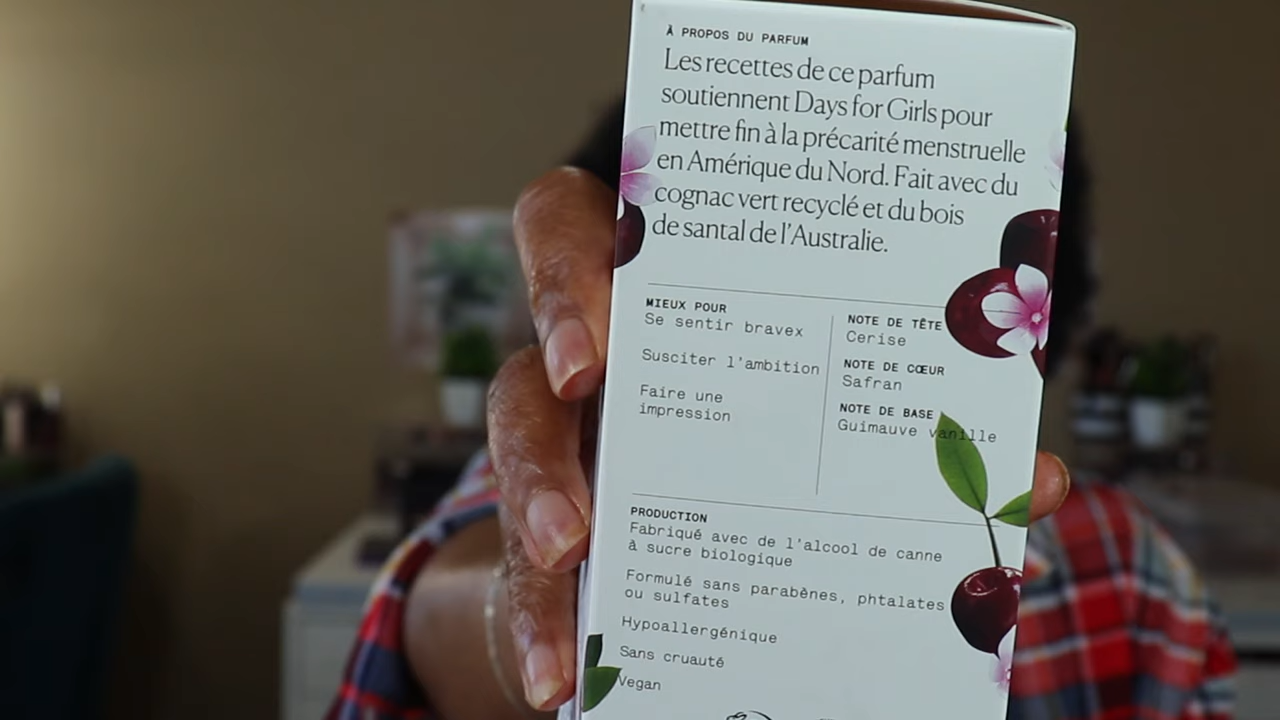 À PROPOS DU PARFUM
Les recettes de ce parfum
soutiennent Days for Girls pour
mettre fin à la précarité menstruelle
en Amérique du Nord. Fait avec du
cognac vert recyclé et du bois
de santal de l'Australie.
MIEUX POUR
Se sentir bravex
Susciter l'ambition
Faire une
impression
NOTE DE TÊTE
Cerise
NOTE DE CŒUR
Safran
NOTE DE BASE
Guimauve vanille
PRODUCTION
Fabriqué avec de l'alcool de canne
à sucre biologique
Formulé sans parabènes, phtalates
ou sulfates
Hypoallergénique
Sans cruauté
Vegan